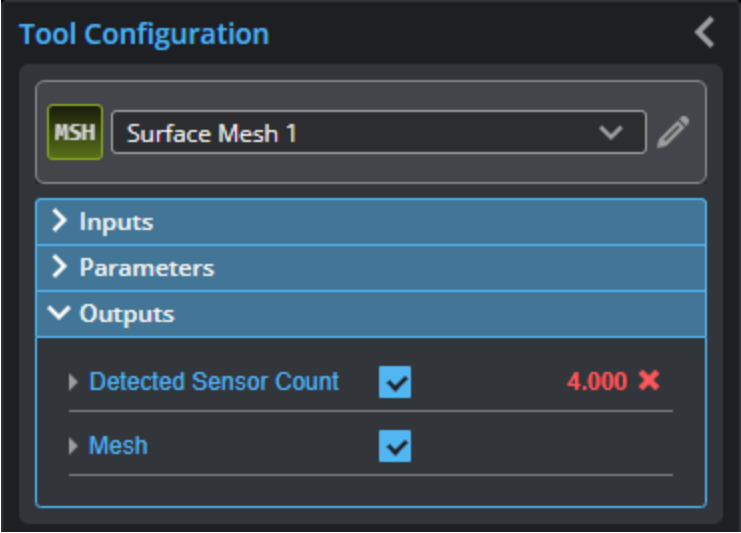 Tool Configuration
MSH Surface Mesh 1
Inputs
Parameters
Outputs
Detected Sensor Count 4.000
Mesh